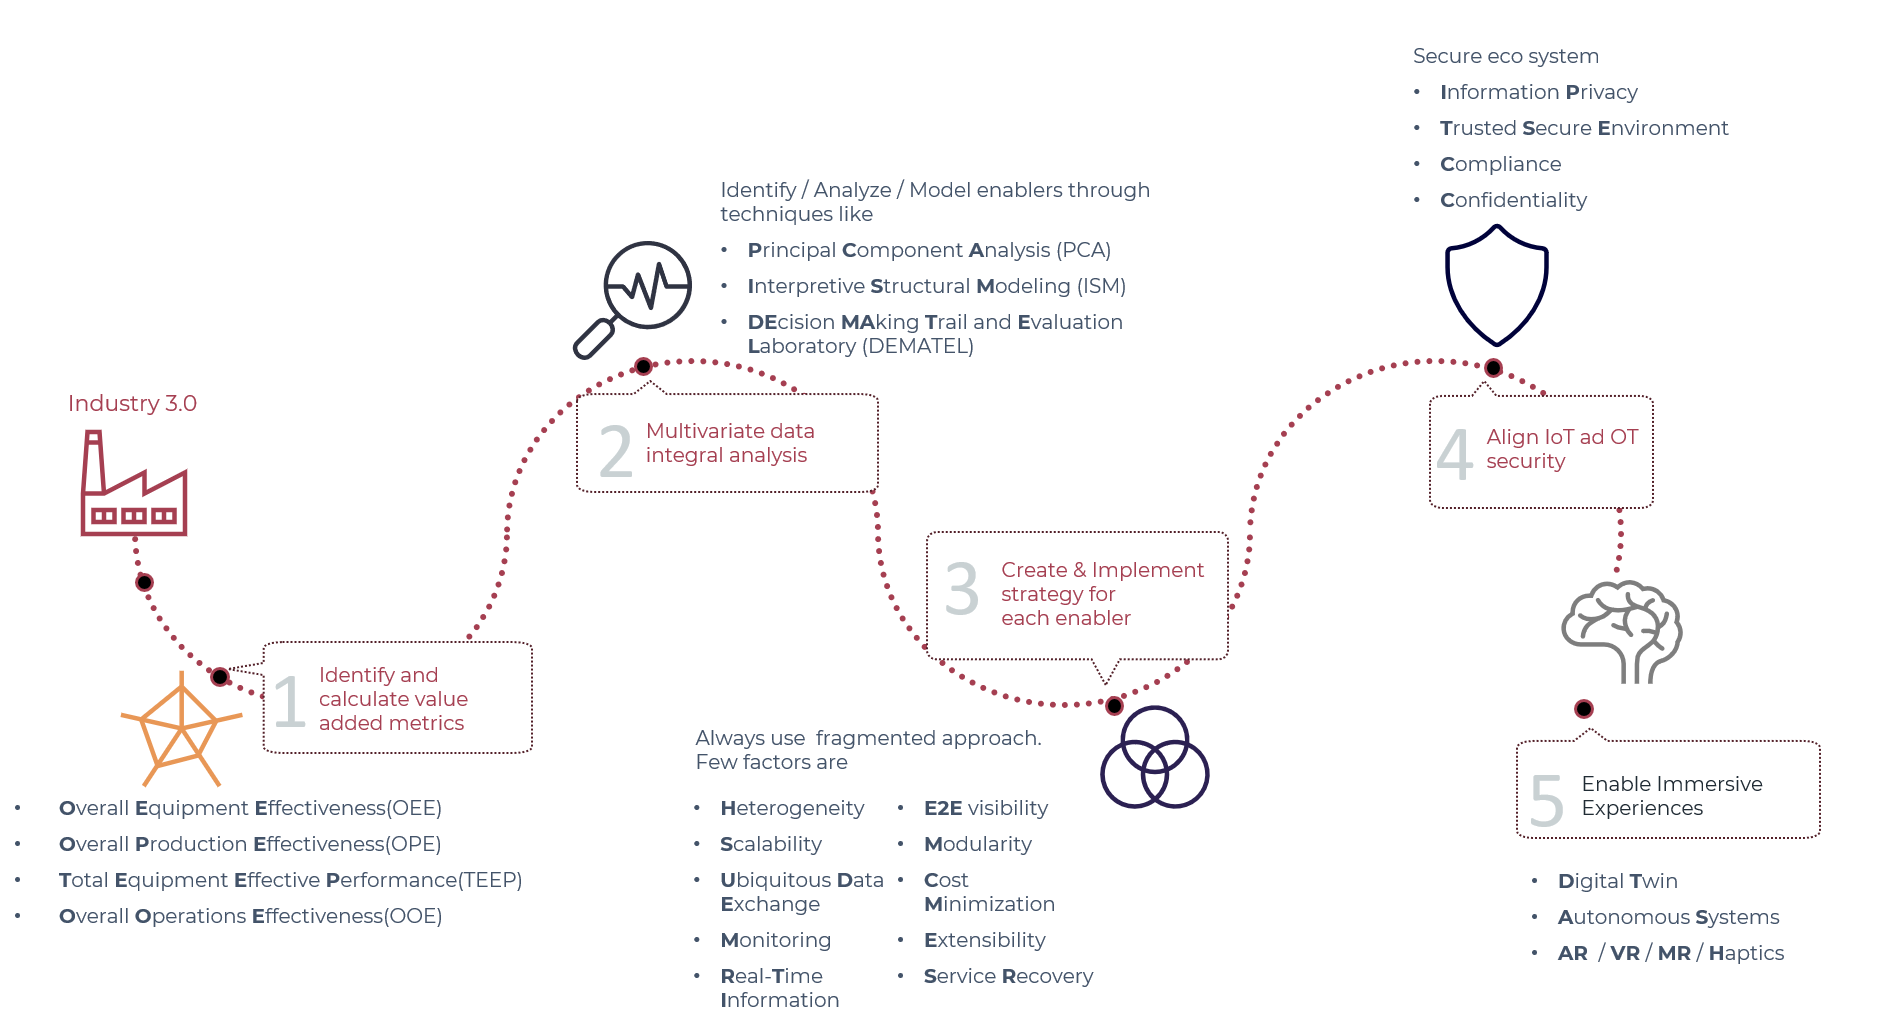 Industry 3.0
1
Identify and
calculate value
added metrics
• Overall Equipment Effectiveness(OEE)
• Overall Production Effectiveness(OPE)
• Total Equipment Effective Performance(TEEP)
• Overall Operations Effectiveness(OOE)
Identify / Analyze / Model enablers through
techniques like
• Principal Component Analysis (PCA)
• Interpretive Structural Modeling (ISM)
• DEcision MAking Trail and Evaluation
Laboratory (DEMATEL)
2
Multivariate data
integral analysis
3
Create & Implement
strategy for
each enabler
Always use  fragmented approach.
Few factors are
• Heterogeneity
• Scalability
• Ubiquitous Data
Exchange
• Monitoring
• Real-Time
Information
• E2E visibility
• Modularity
• Cost
Minimization
• Extensibility
• Service Recovery
Secure eco system
• Information Privacy
• Trusted Secure Environment
• Compliance
• Confidentiality
4
Align IoT ad OT
security
5
Enable Immersive
Experiences
• Digital Twin
• Autonomous Systems
• AR  / VR / MR / Haptics